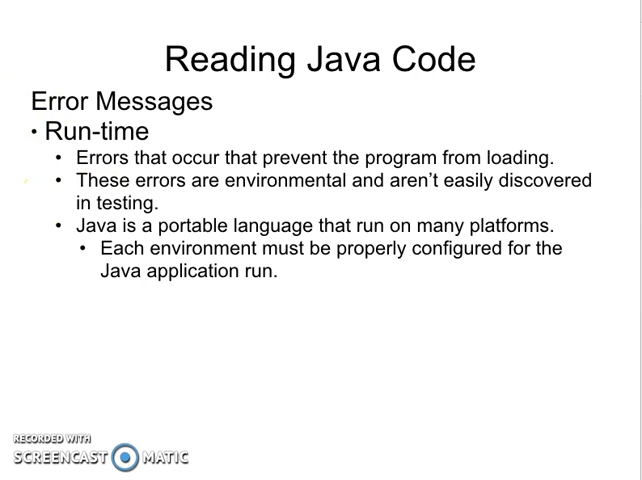 Reading Java Code
Error Messages
• Run-time
• Errors that occur that prevent the program from loading.
• These errors are environmental and aren’t easily discovered
in testing.
• Java is a portable language that run on many platforms.
• Each environment must be properly configured for the
Java application run.
RECORDED WITH
SCREENCAST MATIC